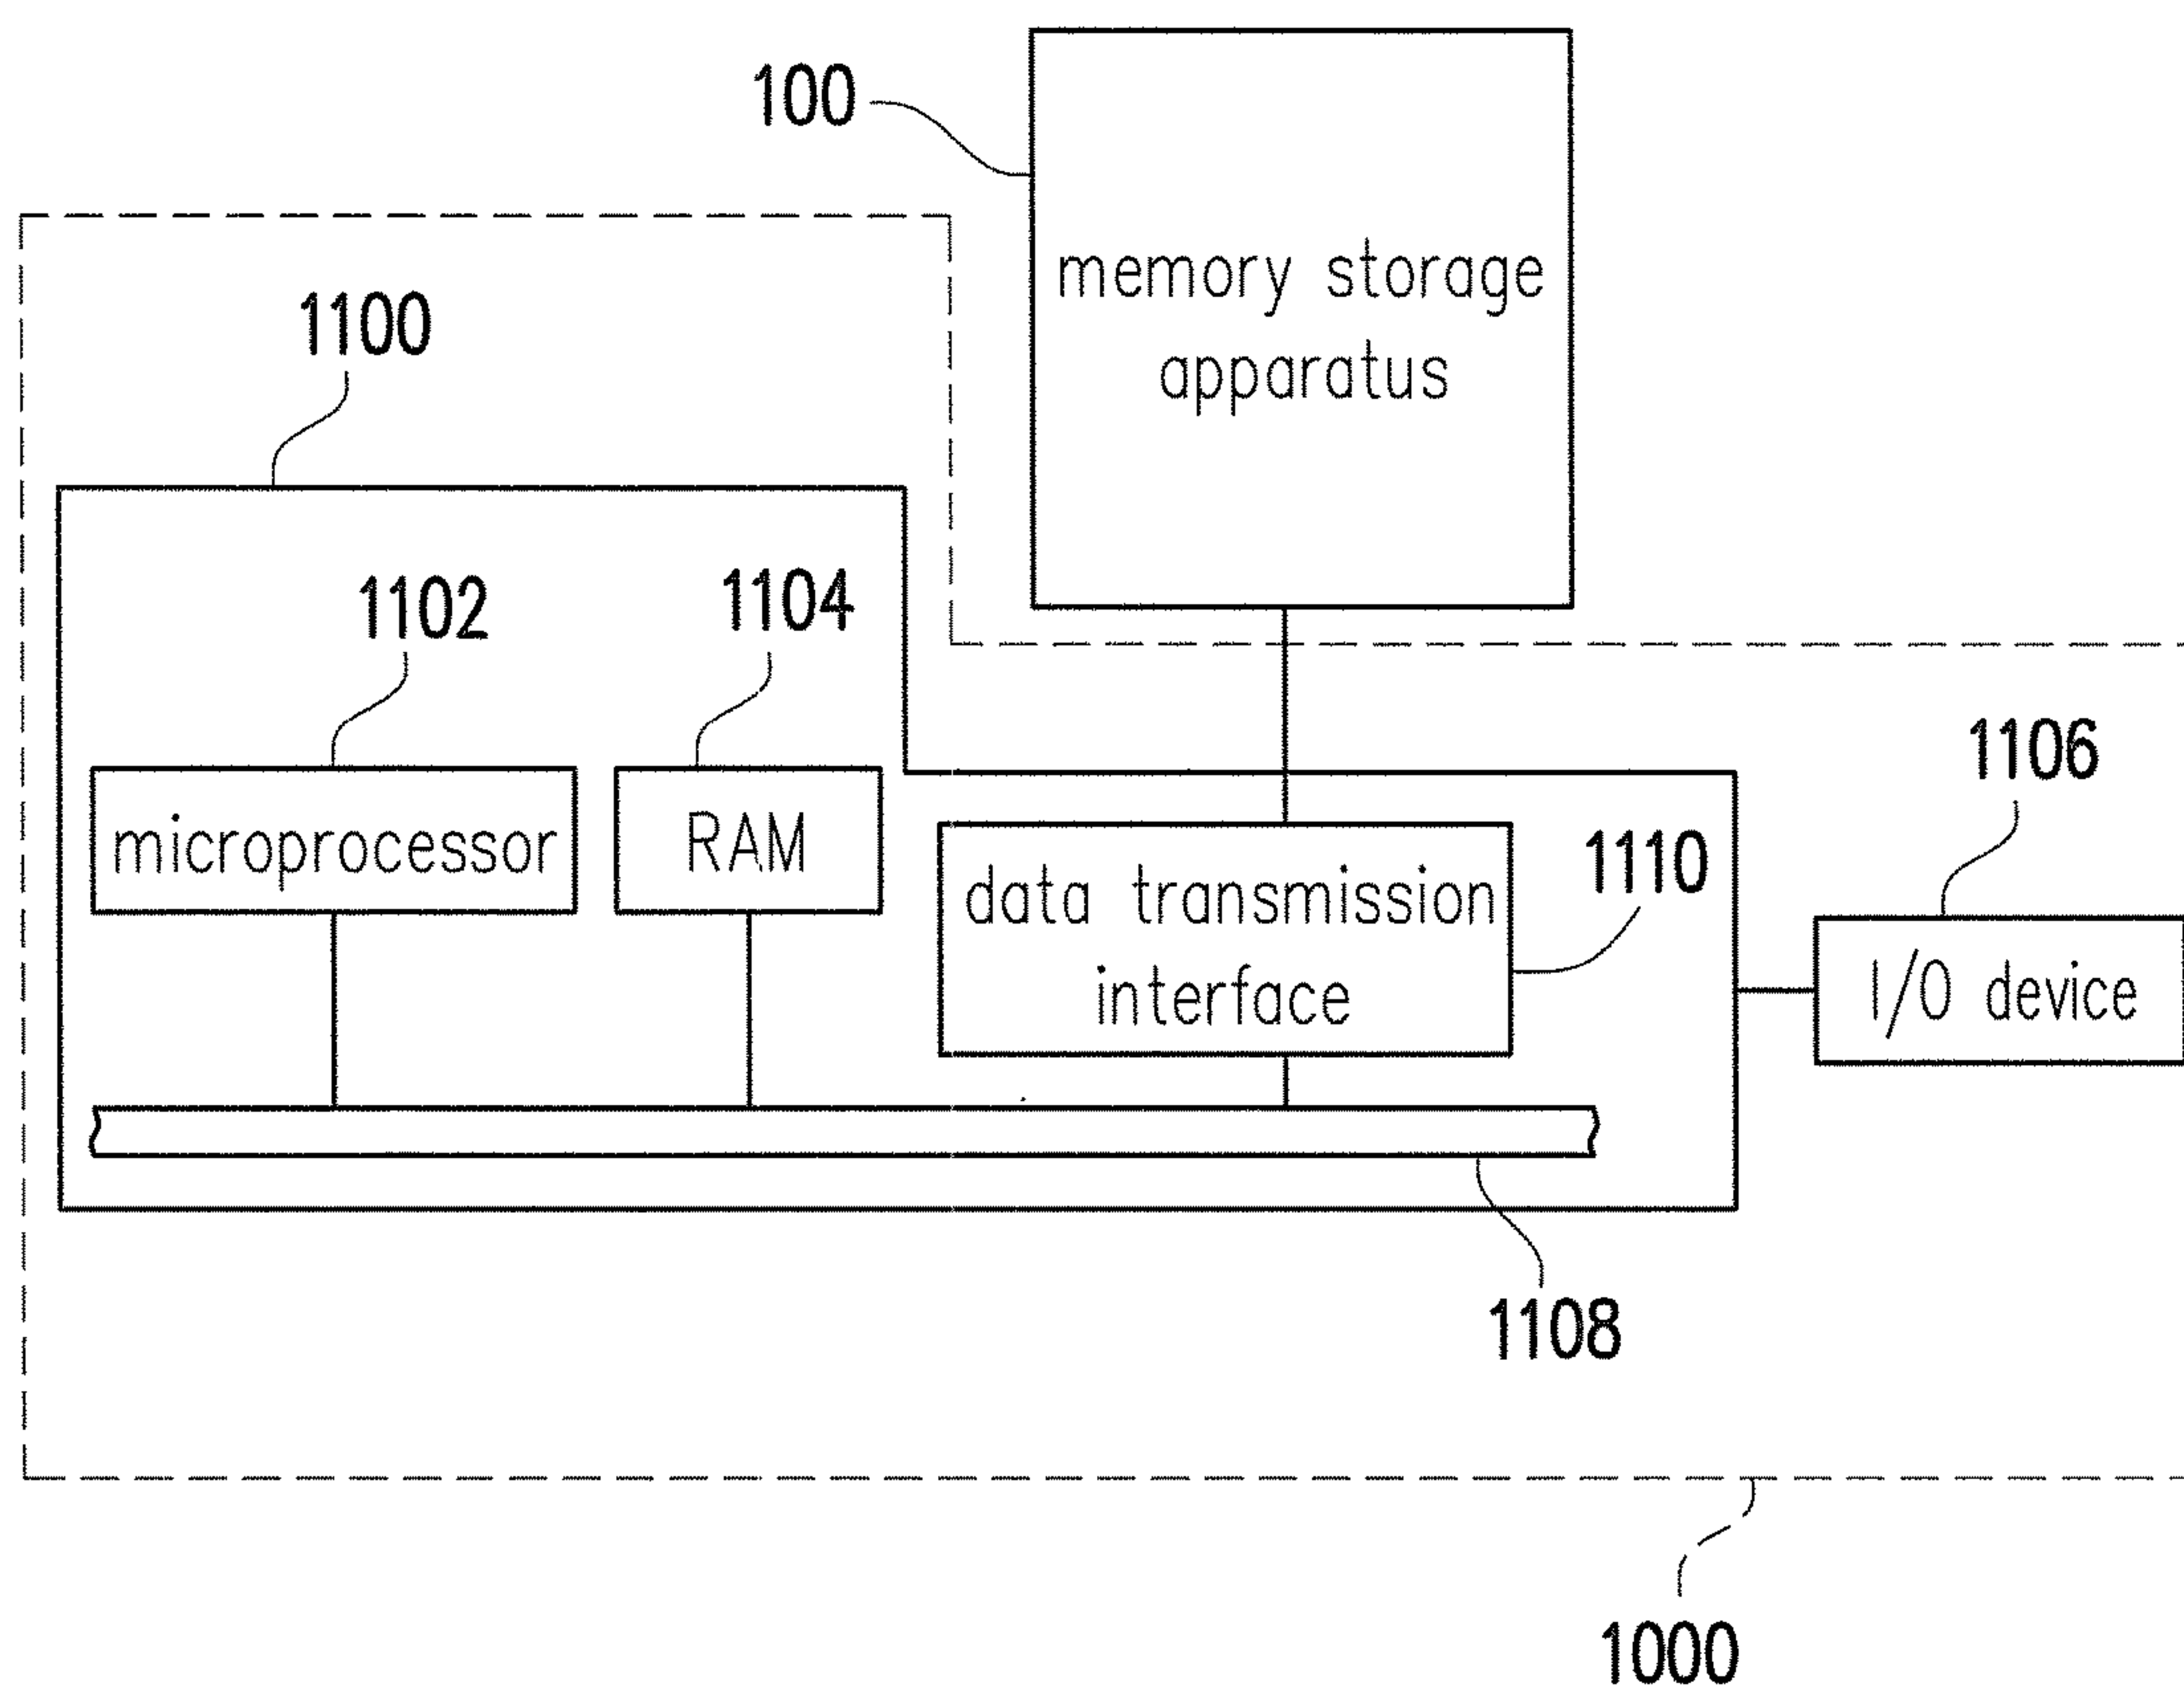 100
memory storage
apparatus
1100
1102
1104
1106
microprocessor
RAM
1110
data transmission
interface
I/O device
1108
1000